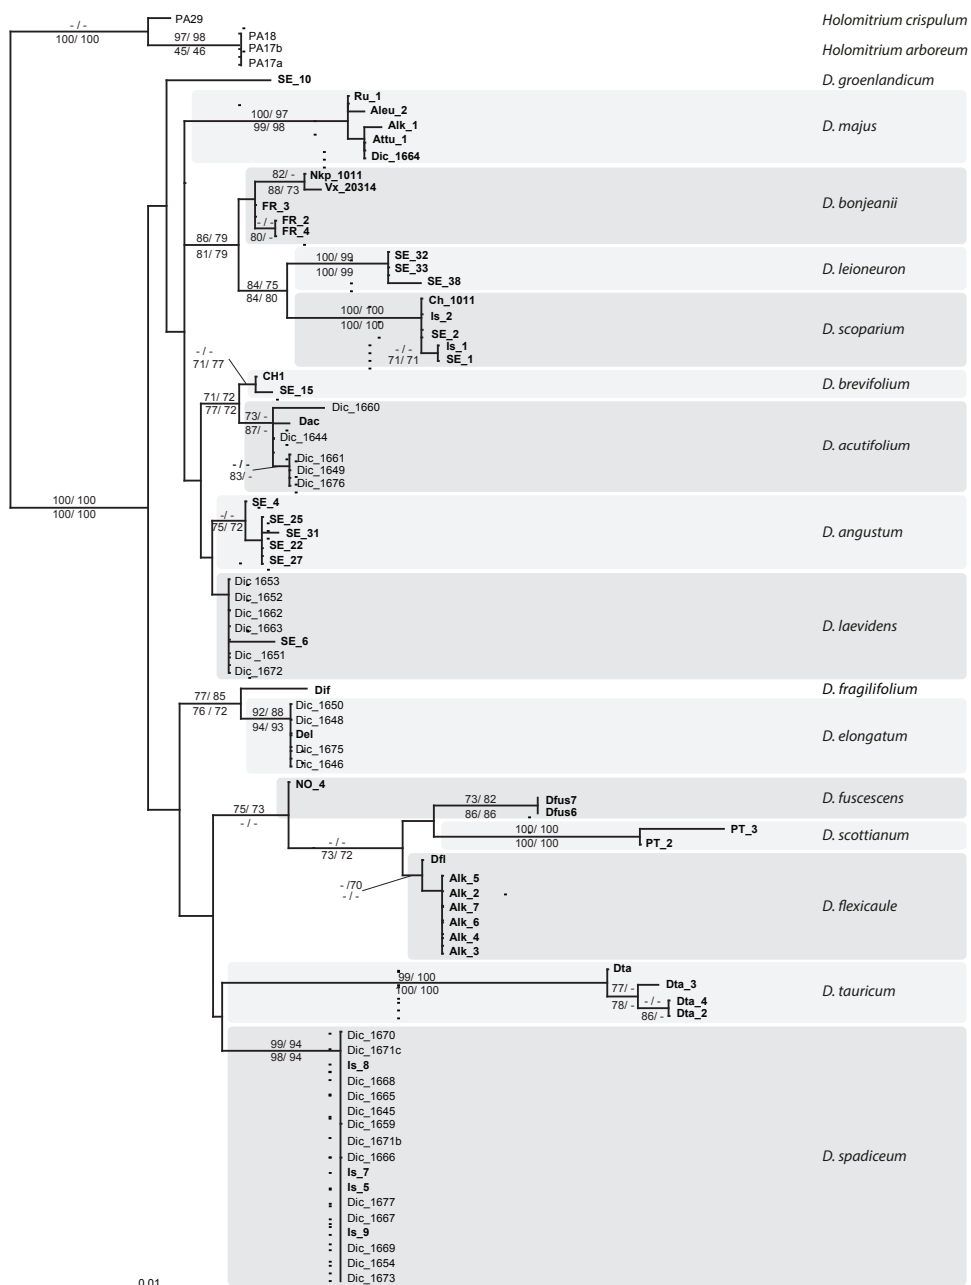 PA29
Holomitrium crispulum
- / -
100/ 100
97/ 98
45/ 46
PA18
PA17b
PA17a
Holomitrium arboreum
SE_10
D. groenlandicum
Ru_1
Aleu_2
100/ 97
99/ 98
Alk_1
Attu_1
Dic_1664
D. majus
82/ -
88/ 73
Nkp_1011
Vx_20314
FR_3
- / -
80/ -
FR_2
FR_4
D. bonjeanii
86/ 79
81/ 79
100/ 99
100/ 99
SE_32
SE_33
SE_38
D. leioneuron
84/ 75
84/ 80
100/ 100
100/ 100
Ch_1011
Is_2
SE_2
- / -
71/ 71
Is_1
SE_1
D. scoparium
- / -
71/ 77
CH1
SE_15
D. brevifolium
71/ 72
77/ 72
73/ -
87/ -
Dic_1660
Dac
Dic_1644
- / -
83/ -
Dic_1661
Dic_1649
Dic_1676
D. acutifolium
100/ 100
100/ 100
-/ -
75/ 72
SE_4
SE_25
SE_31
SE_22
SE_27
D. angustum
Dic 1653
Dic_1652
Dic_1662
Dic_1663
SE_6
Dic _1651
Dic_1672
D. laevidens
77/ 85
76 / 72
Dif
D. fragilifolium
92/ 88
94/ 93
Dic_1650
Dic_1648
Del
Dic_1675
Dic_1646
D. elongatum
75/ 73
- / -
NO_4
73/ 82
86/ 86
Dfus7
Dfus6
D. fuscescens
- / -
73/ 72
100/ 100
100/ 100
PT_3
PT_2
D. scottianum
- /70
- / -
Dfl
Alk_5
Alk_2
Alk_7
Alk_6
Alk_4
Alk_3
D. flexicaule
99/ 100
100/ 100
Dta
77/ -
78/ -
Dta_3
- / -
86/ -
Dta_4
Dta_2
D. tauricum
99/ 94
98/ 94
Dic_1670
Dic_1671c
Is_8
Dic_1668
Dic_1665
Dic_1645
Dic_1659
Dic_1671b
Dic_1666
Is_7
Is_5
Dic_1677
Dic_1667
Is_9
Dic_1669
Dic_1654
Dic_1673
D. spadiceum
0.01